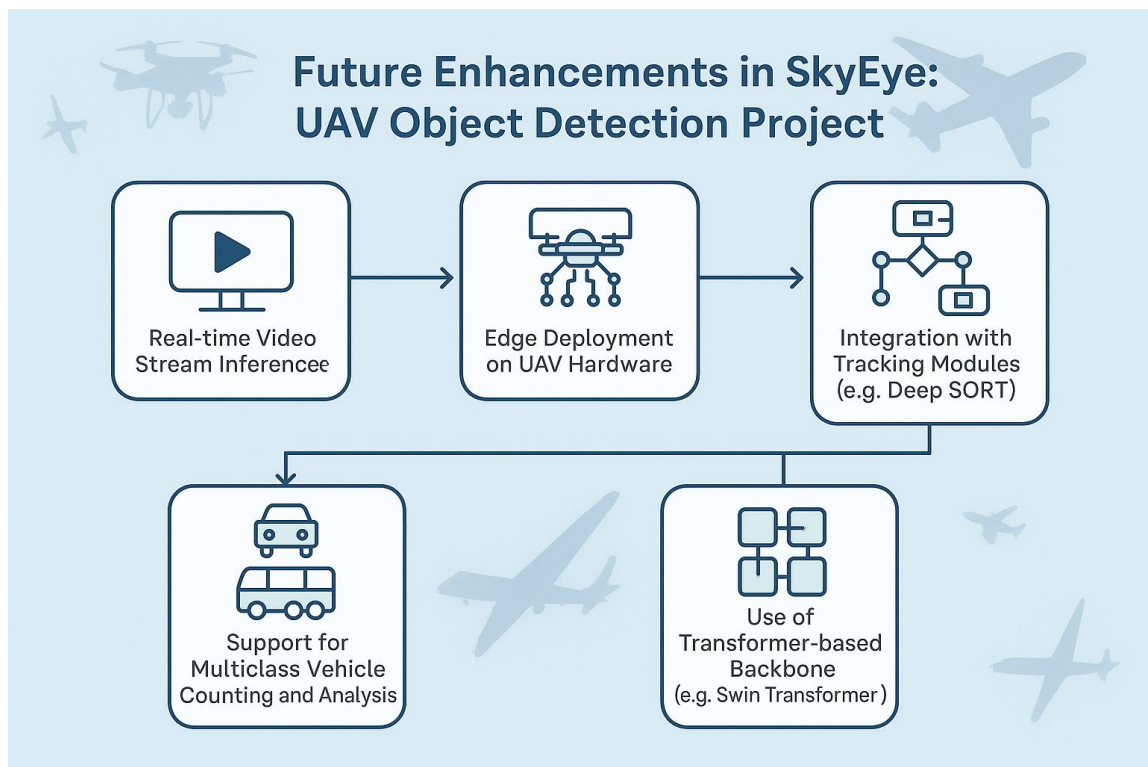 Future Enhancements in SkyEye:
UAV Object Detection Project
Real-time Video
Stream Inferencee
Edge Deployment
on UAV Hardware
Integration with
Tracking Modules
(e.g. Deep SORT)
Support for
Multiclass Vehicle
Counting and Analysis
Use of
Transformer-based
Backbone
(e.g. Swin Transformer)